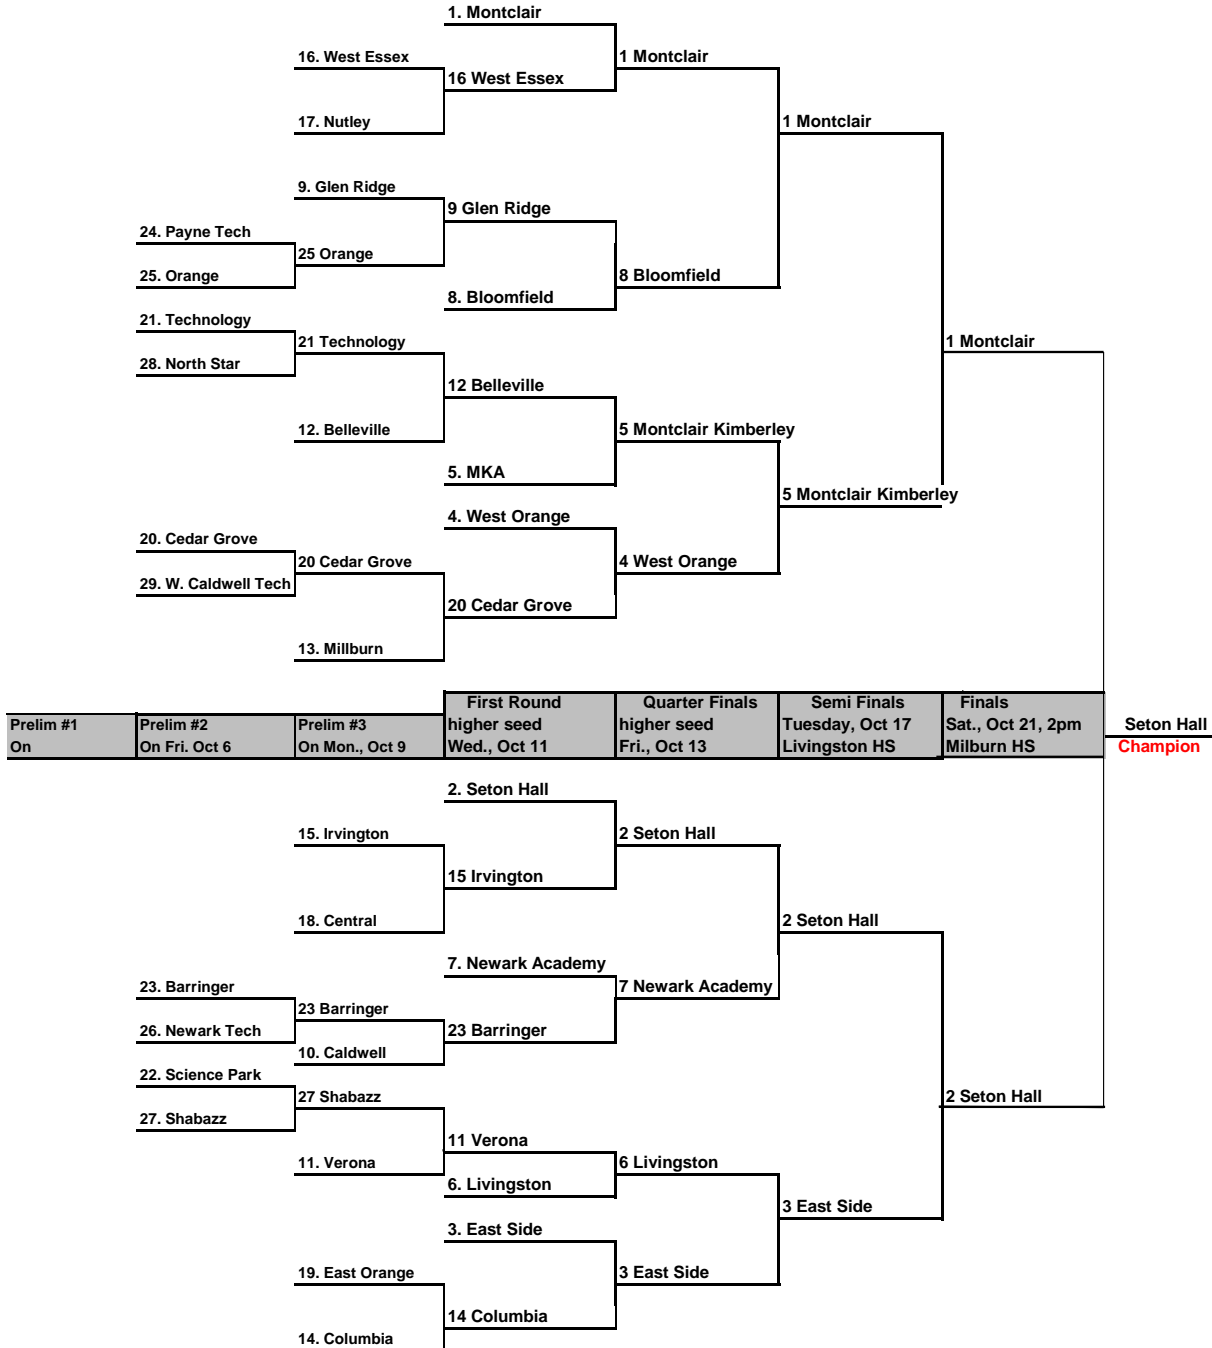 1. Montclair
16. West Essex
1 Montclair
16 West Essex
17. Nutley
1 Montclair
9. Glen Ridge
9 Glen Ridge
24. Payne Tech
25 Orange
25. Orange
8 Bloomfield
8. Bloomfield
21. Technology
21 Technology
1 Montclair
28. North Star
12 Belleville
12. Belleville
5 Montclair Kimberley
5. MKA
5 Montclair Kimberley
4. West Orange
20. Cedar Grove
20 Cedar Grove
4 West Orange
29. W. Caldwell Tech
20 Cedar Grove
13. Millburn
First Round Quarter Finals Semi Finals Finals
Prelim #1 Prelim #2 Prelim #3 higher seed higher seed Tuesday, Oct 17 Sat., Oct 21, 2pm Seton Hall
On On Fri. Oct 6 On Mon., Oct 9 Wed., Oct 11 Fri., Oct 13 Livingston HS Milburn HS Champion
2. Seton Hall
15. Irvington
2 Seton Hall
15 Irvington
18. Central
2 Seton Hall
7. Newark Academy
23. Barringer
7 Newark Academy
23 Barringer
26. Newark Tech
23 Barringer
10. Caldwell
22. Science Park
27 Shabazz
2 Seton Hall
27. Shabazz
11 Verona
11. Verona
6 Livingston
6. Livingston
3 East Side
3. East Side
19. East Orange
3 East Side
14 Columbia
14. Columbia